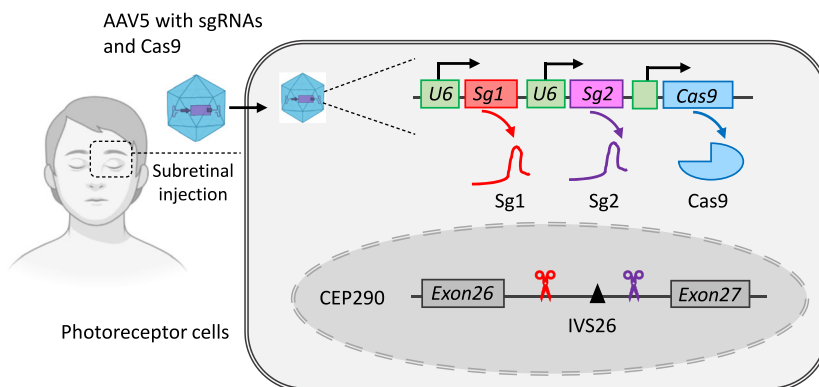 AAV5 with sgRNAs
and Cas9
Subretinal
injection
U6 Sg1 U6 Sg2 Cas9
Sg1 Sg2 Cas9
CEP290 Exon26 Exon27
IVS26
Photoreceptor cells